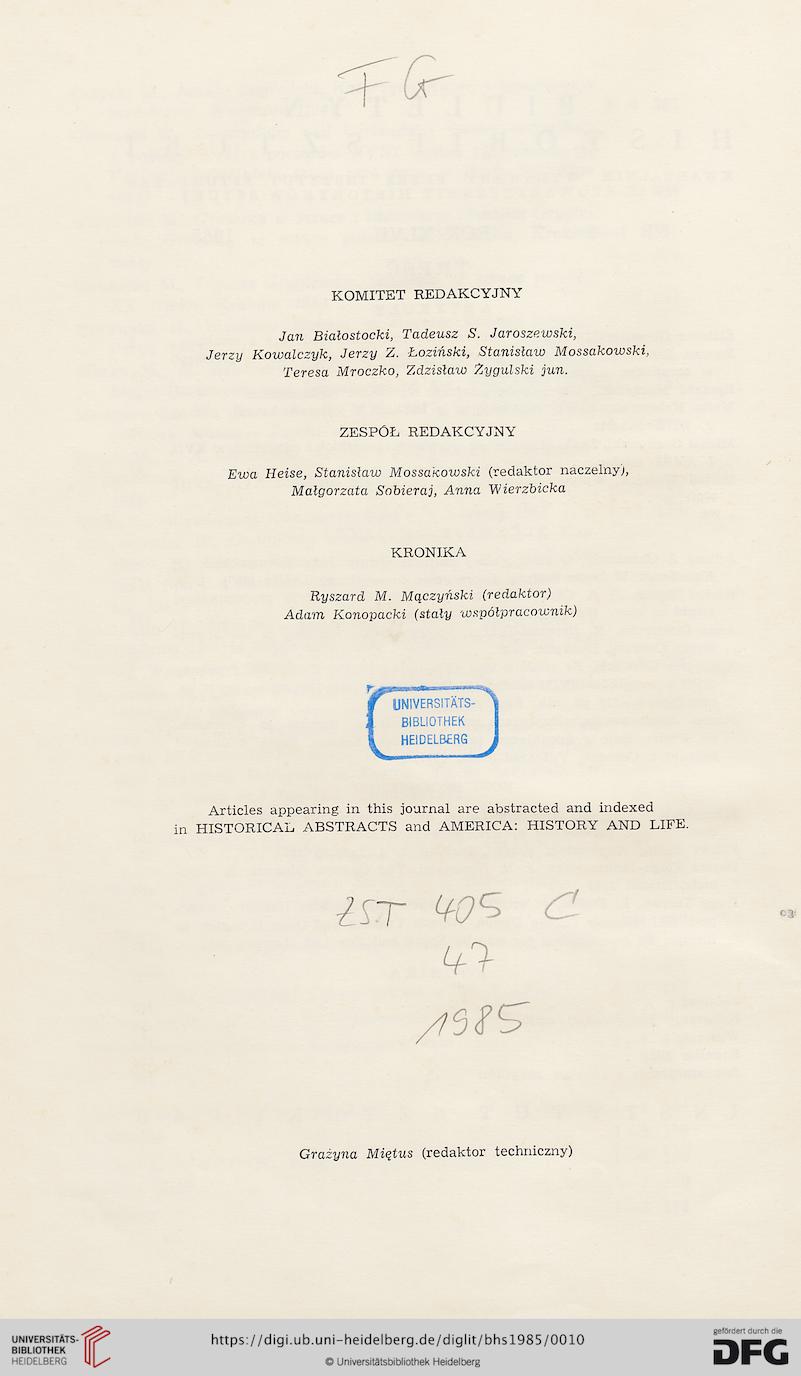 F G
KOMITET REDAKCYJNY
Jan Białostocki, Tadeusz S. Jaroszewski,
Jerzy Kowalczyk, Jerzy Z. Łoziński, Stanisław Mossakowski,
Teresa Mroczko, Zdzisław Żygulski jun.
ZESPÓŁ REDAKCYJNY
Ewa Heise, Stanisław Mossakowski (redaktor naczelny),
Małgorzata Sobieraj, Anna Wierzbicka
KRONIKA
Ryszard M. Mączyński (redaktor)
Adam Konopacki (stały współpracownik)
UNIVERSITÄTS-
BIBLIOTHEK
HEIDELBERG
Articles appearing in this journal are abstracted and indexed
in HISTORICAL ABSTRACTS and AMERICA: HISTORY AND LIFE.
ZST 405 C
47
1985
Grażyna Miętus (redaktor techniczny)
UNIVERSITÄTS-
BIBLIOTHEK
HEIDELBERG
https://digi.ub.uni-heidelberg.de/diglit/bhs1985/0010
© Universitätsbibliothek Heidelberg
gefördert durch die
DFG